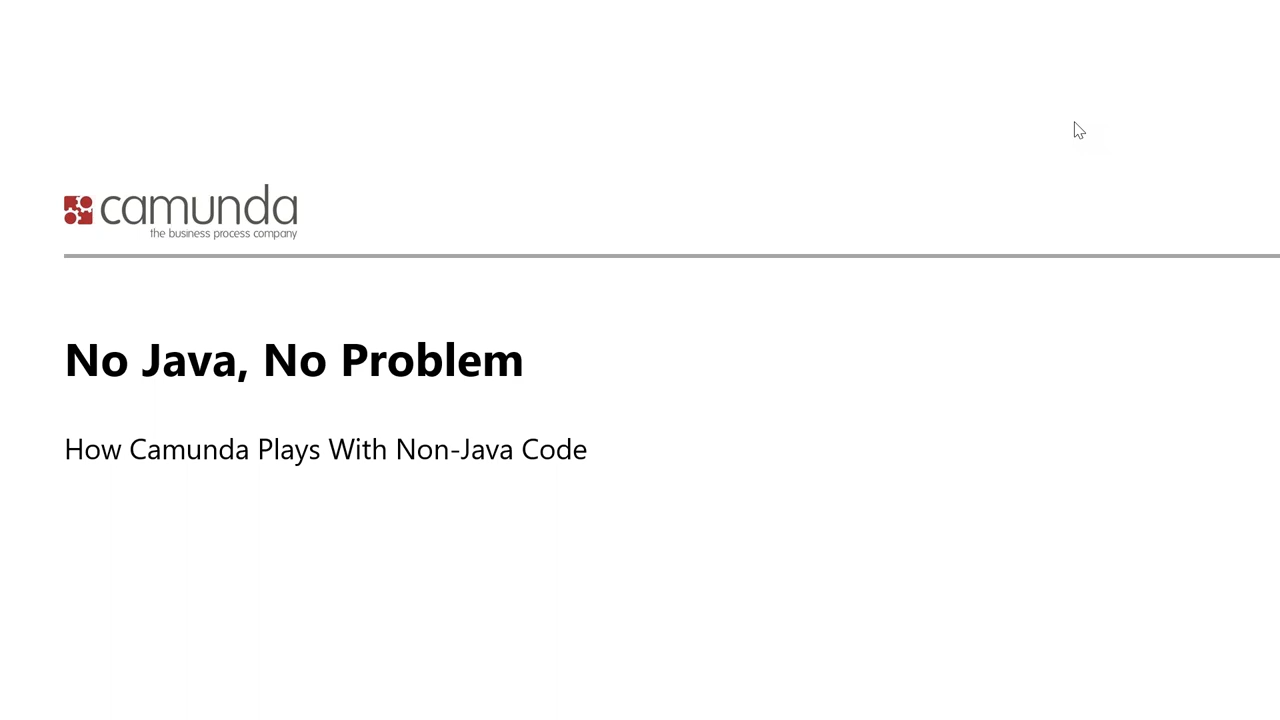 camunda
the business process company
No Java, No Problem
How Camunda Plays With Non-Java Code